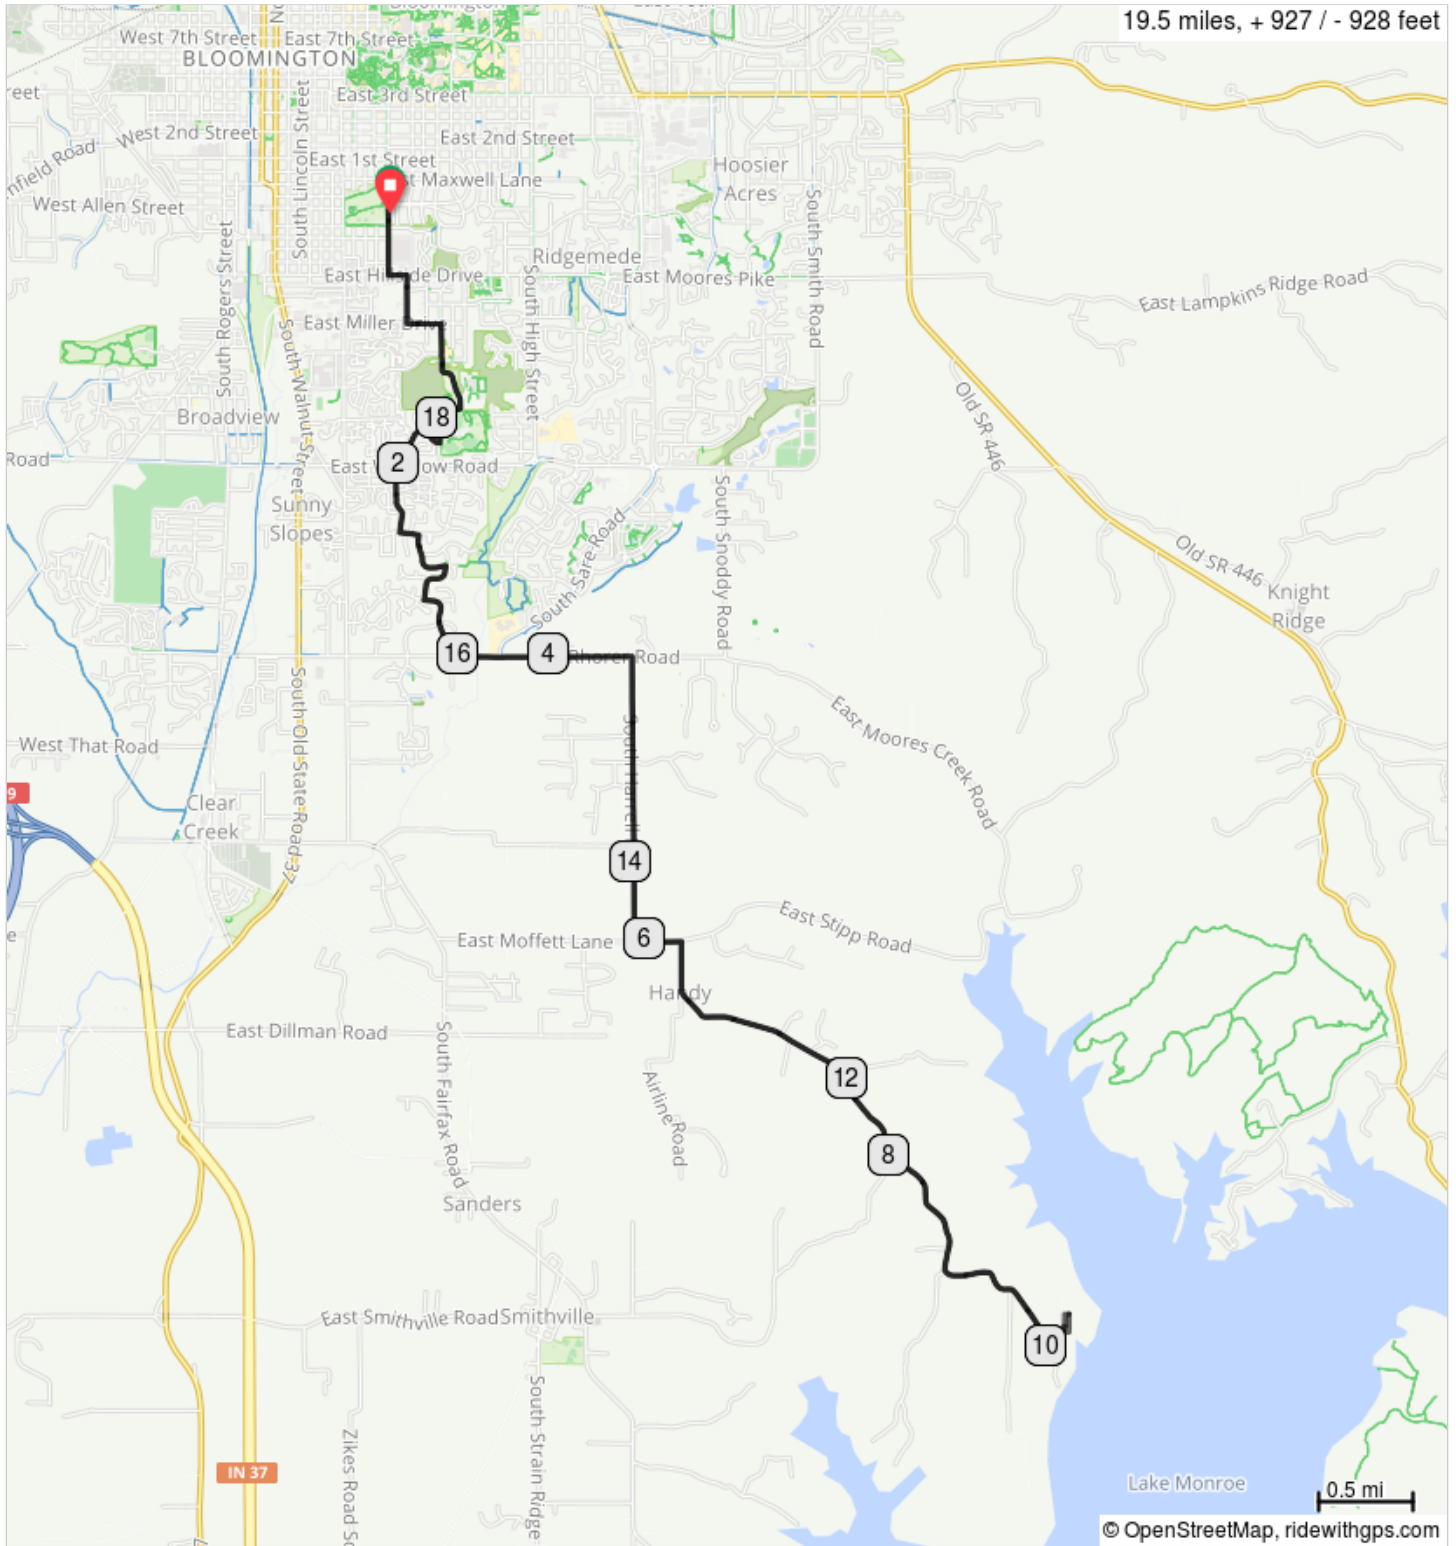 19.5 miles, + 927 / - 928 feet
West 7th Street
East 7th Street
BLOOMINGTON
East 3rd Street
West 2nd Street
East 2nd Street
South Lincoln Street
East 1st Street
Maxwell Lane
Hoosier
Acres
West Allen Street
South Rogers Street
South Smith Road
Ridgemede
East Moores Pike
East Lampkins Ridge Road
South High Street
East Miller
South Walnut Street
Broadview
18
2
Road
Old SR 446
Sunny
Slopes
South Sare Road
South Snoddy Road
Old SR 446
Knight
Ridge
16
4
Rhorer Road
South Old State Road 37
East Moores Creek Road
West That Road
9
Clear
Creek
14
East Stipp Road
East Moffett Lane
6
Handy
East Dillman Road
South Fairfax Road
12
Airline Road
8
Sanders
East Smithville Road
Smithville
10
South Strain Ridge
Zikes Road
IN 37
Lake Monroe
0.5 mi
© OpenStreetMap, ridewithgps.com